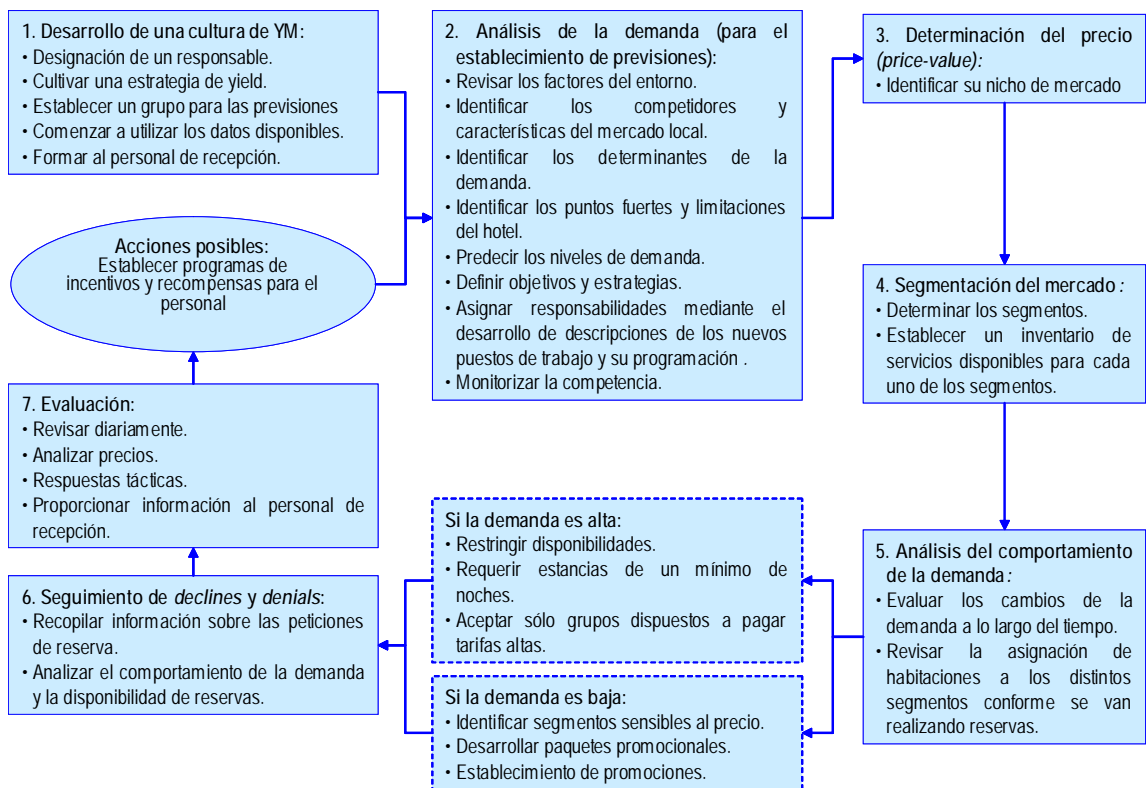 1. Desarrollo de una cultura de YM:
• Designación de un responsable.
• Cultivar una estrategia de yield.
• Establecer un grupo para las previsiones
• Comenzar a utilizar los datos disponibles.
• Formar al personal de recepción.
2. Análisis de la demanda (para el
establecimiento de previsiones):
• Revisar los factores del entorno.
• Identificar los competidores y
características del mercado local.
• Identificar los determinantes de la
demanda.
• Identificar los puntos fuertes y limitaciones
del hotel.
• Predecir los niveles de demanda.
• Definir objetivos y estrategias.
• Asignar responsabilidades mediante el
desarrollo de descripciones de los nuevos
puestos de trabajo y su programación .
• Monitorizar la competencia.
3. Determinación del precio
(price-value):
• Identificar su nicho de mercado
4. Segmentación del mercado :
• Determinar los segmentos.
• Establecer un inventario de
servicios disponibles para cada
uno de los segmentos.
5. Análisis del comportamiento
de la demanda :
• Evaluar los cambios de la
demanda a lo largo del tiempo.
• Revisar la asignación de
habitaciones a los distintos
segmentos conforme se van
realizando reservas.
Si la demanda es alta:
• Restringir disponibilidades.
• Requerir estancias de un mínimo de
noches.
• Aceptar sólo grupos dispuestos a pagar
tarifas altas.
Si la demanda es baja:
• Identificar segmentos sensibles al precio.
• Desarrollar paquetes promocionales.
• Establecimiento de promociones.
6. Seguimiento de declines y denials:
• Recopilar información sobre las peticiones
de reserva.
• Analizar el comportamiento de la demanda
y la disponibilidad de reservas.
7. Evaluación:
• Revisar diariamente.
• Analizar precios.
• Respuestas tácticas.
• Proporcionar información al personal de
recepción.
Acciones posibles:
Establecer programas de
incentivos y recompensas para el
personal